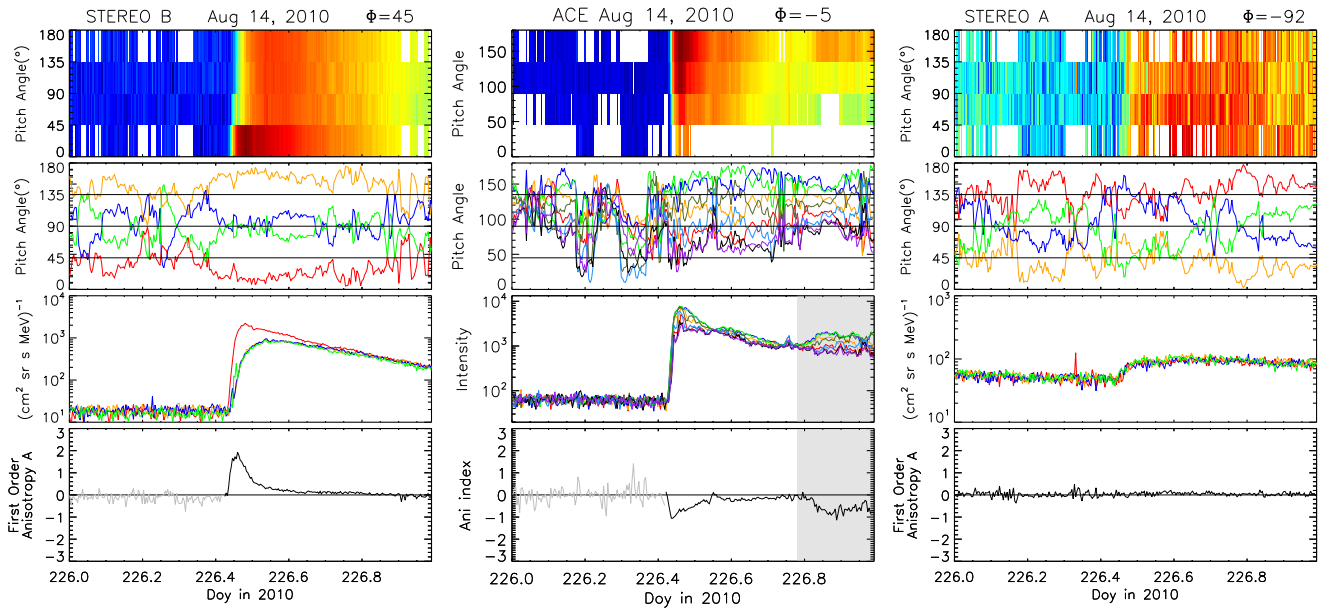 STEREO B Aug 14, 2010 Φ=45
ACE Aug 14, 2010 Φ=−5
STEREO A Aug 14, 2010 Φ=−92
Pitch Angle(°)
180
135
90
45
0
Pitch Angle(°)
180
135
90
45
0
(cm² sr s MeV)⁻¹
10⁴
10³
10²
10¹
First Order
Anisotropy A
3
2
1
0
−1
−2
−3
226.0 226.2 226.4 226.6 226.8
Doy in 2010
Pitch Angle
150
100
50
0
Pitch Angle
150
100
50
0
Intensity
10⁴
10³
10²
Ani index
3
2
1
0
−1
−2
−3
226.0 226.2 226.4 226.6 226.8
Doy in 2010
Pitch Angle(°)
180
135
90
45
0
Pitch Angle(°)
180
135
90
45
0
(cm² sr s MeV)⁻¹
10³
10²
10¹
First Order
Anisotropy A
3
2
1
0
−1
−2
−3
226.0 226.2 226.4 226.6 226.8
Doy in 2010